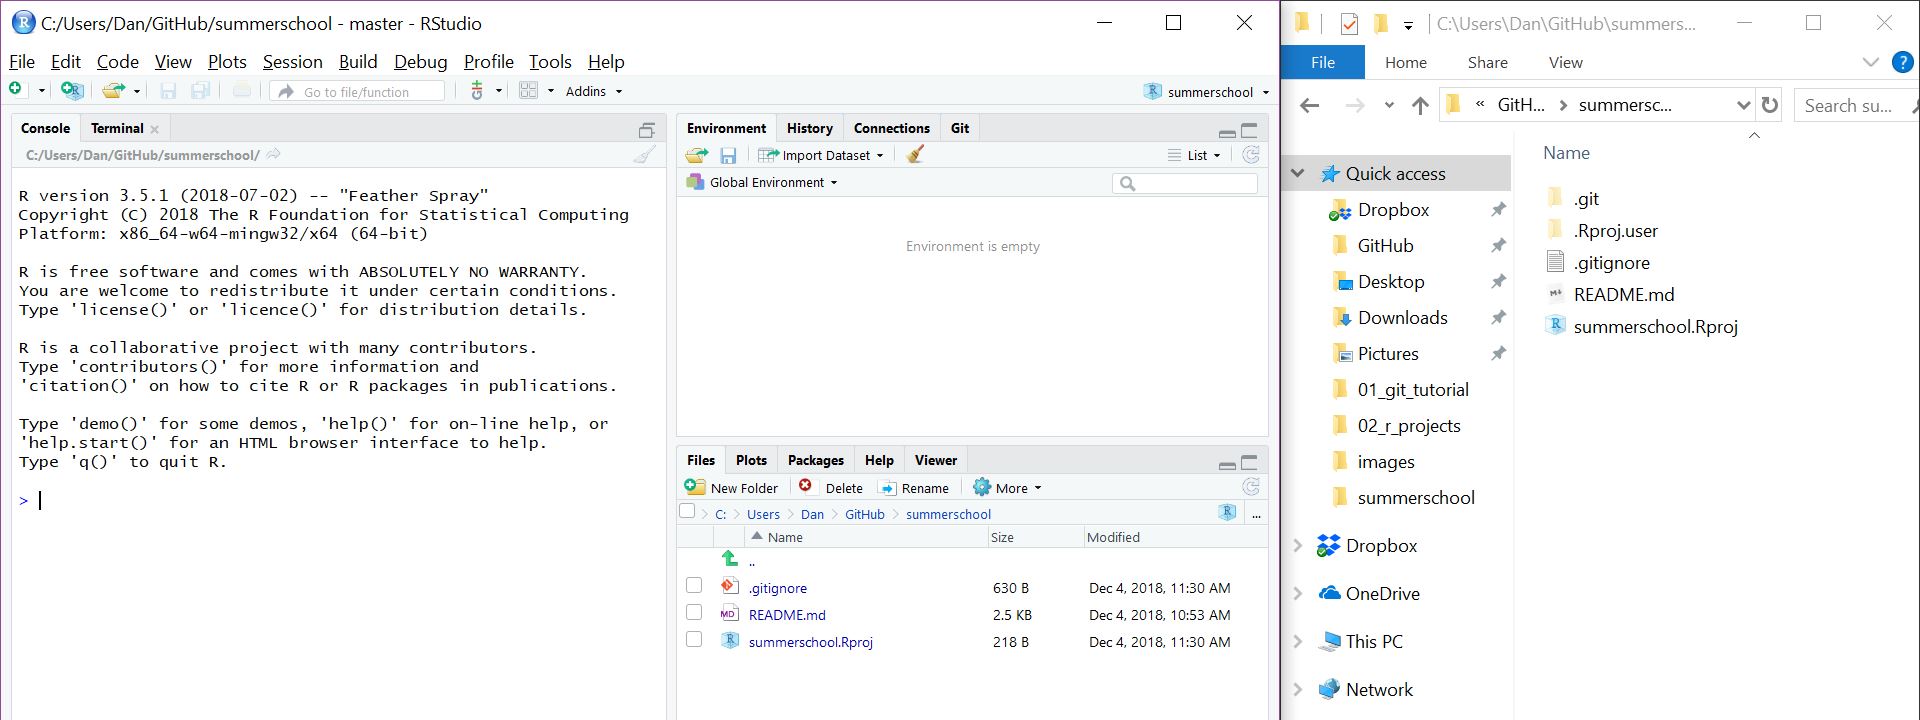 C:/Users/Dan/GitHub/summerschool - master - RStudio
File Edit Code View Plots Session Build Debug Profile Tools Help
Go to file/function Addins summerschool
Console Terminal
C:/Users/Dan/GitHub/summerschool/
R version 3.5.1 (2018-07-02) -- "Feather Spray"
Copyright (C) 2018 The R Foundation for Statistical Computing
Platform: x86_64-w64-mingw32/x64 (64-bit)
R is free software and comes with ABSOLUTELY NO WARRANTY.
You are welcome to redistribute it under certain conditions.
Type 'license()' or 'licence()' for distribution details.
R is a collaborative project with many contributors.
Type 'contributors()' for more information and
'citation()' on how to cite R or R packages in publications.
Type 'demo()' for some demos, 'help()' for on-line help, or
'help.start()' for an HTML browser interface to help.
Type 'q()' to quit R.
>
Environment History Connections Git
Import Dataset List
Global Environment
Environment is empty
Files Plots Packages Help Viewer
New Folder Delete Rename More
C: > Users > Dan > GitHub > summerschool ...
Name Size Modified
..
.gitignore 630 B Dec 4, 2018, 11:30 AM
README.md 2.5 KB Dec 4, 2018, 10:53 AM
summerschool.Rproj 218 B Dec 4, 2018, 11:30 AM
C:\Users\Dan\GitHub\summers...
File Home Share View
« GitH... > summersc... Search su...
Quick access
Dropbox
GitHub
Desktop
Downloads
Pictures
01_git_tutorial
02_r_projects
images
summerschool
Dropbox
OneDrive
This PC
Network
Name
.git
.Rproj.user
.gitignore
README.md
summerschool.Rproj